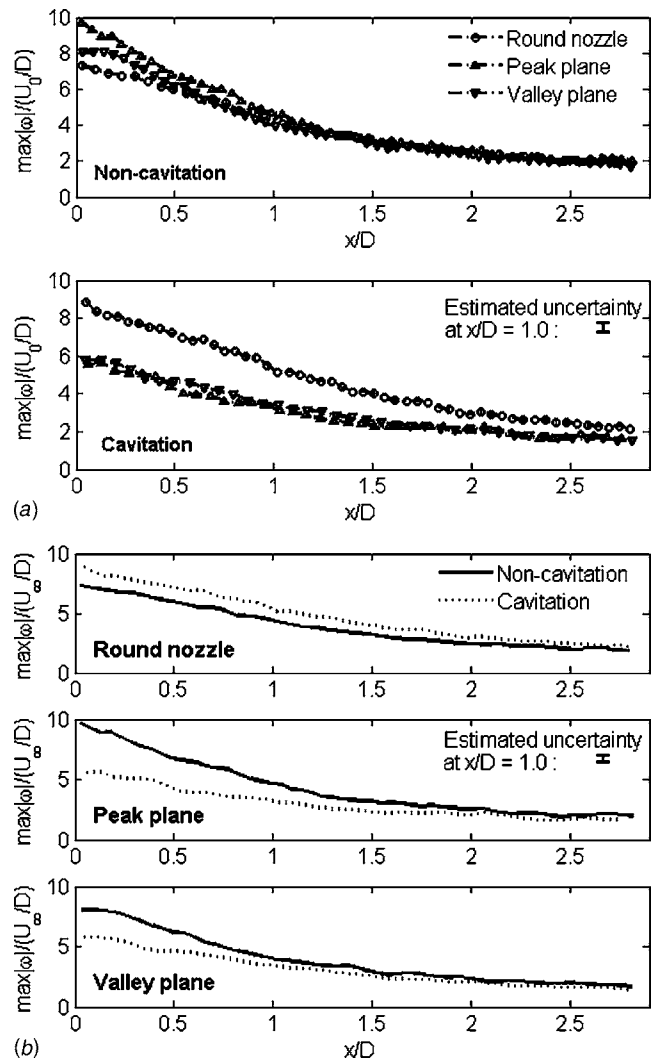 10
8
6
4
2
0
max|ω|/(U₀/D)
Round nozzle
Peak plane
Valley plane
Non-cavitation
0 0.5 1 1.5 2 2.5
x/D
10
8
6
4
2
0
max|ω|/(U₀/D)
Estimated uncertainty
at x/D = 1.0 :
Cavitation
0 0.5 1 1.5 2 2.5
x/D
(a)
10
5
0
max|ω|/(U_8/D)
Non-cavitation
Cavitation
Round nozzle
0 0.5 1 1.5 2 2.5
10
5
0
max|ω|/(U_8/D)
Estimated uncertainty
at x/D = 1.0 :
Peak plane
0 0.5 1 1.5 2 2.5
10
5
0
max|ω|/(U_8/D)
Valley plane
0 0.5 1 1.5 2 2.5
x/D
(b)